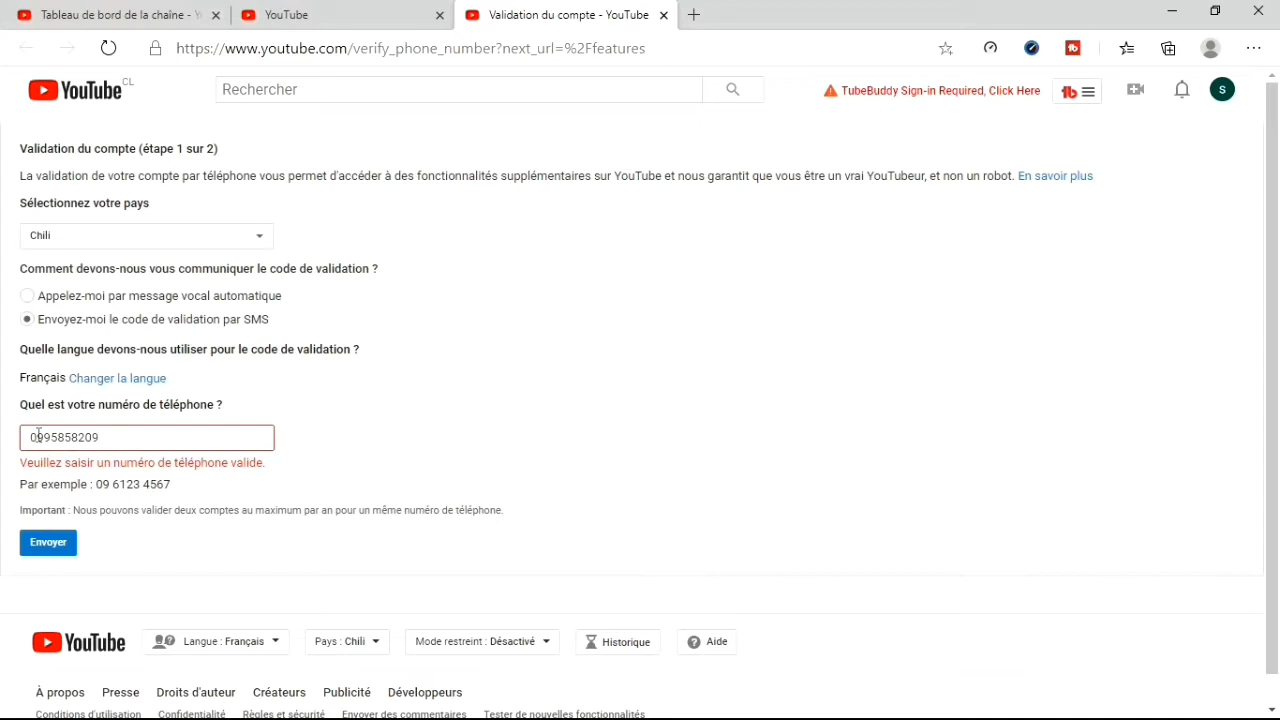 Tableau de bord de la chaîne - Y
YouTube
Validation du compte - YouTube
https://www.youtube.com/verify_phone_number?next_url=%2Ffeatures
YouTube CL
Rechercher
TubeBuddy Sign-in Required, Click Here
tb
S
Validation du compte (étape 1 sur 2)
La validation de votre compte par téléphone vous permet d'accéder à des fonctionnalités supplémentaires sur YouTube et nous garantit que vous être un vrai YouTubeur, et non un robot. En savoir plus
Sélectionnez votre pays
Chili
Comment devons-nous vous communiquer le code de validation ?
Appelez-moi par message vocal automatique
Envoyez-moi le code de validation par SMS
Quelle langue devons-nous utiliser pour le code de validation ?
Français Changer la langue
Quel est votre numéro de téléphone ?
0995858209
Veuillez saisir un numéro de téléphone valide.
Par exemple : 09 6123 4567
Important : Nous pouvons valider deux comptes au maximum par an pour un même numéro de téléphone.
Envoyer
YouTube
Langue : Français
Pays : Chili
Mode restreint : Désactivé
Historique
Aide
À propos Presse Droits d'auteur Créateurs Publicité Développeurs
Conditions d'utilisation Confidentialité Règles et sécurité Envoyer des commentaires Tester de nouvelles fonctionnalités